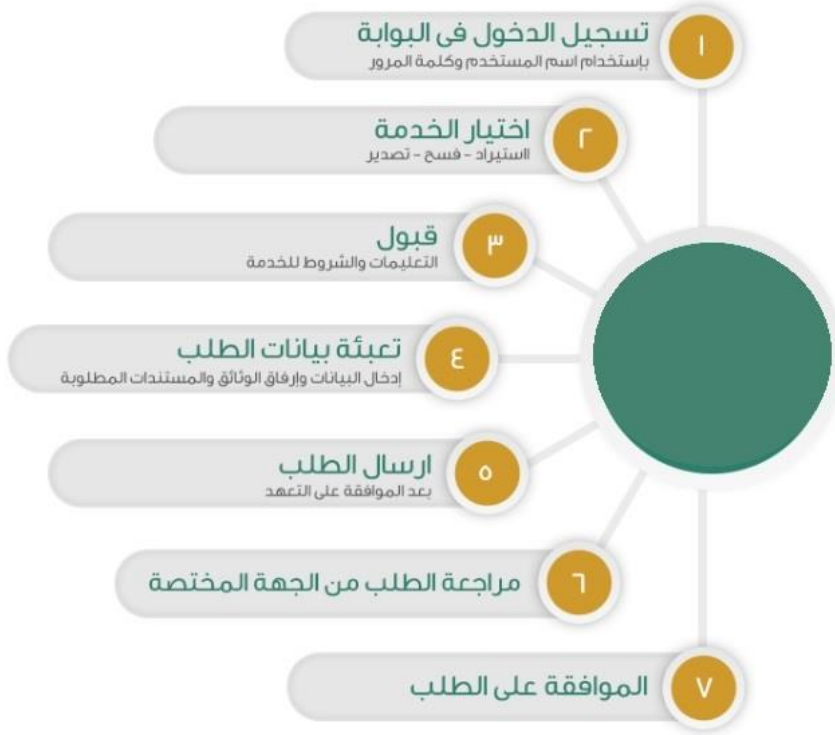 ١
تسجيل الدخول فى البوابة
بإستخدام اسم المستخدم وكلمة المرور
٢
اختيار الخدمة
ااستيراد - فسح - تصدير
٣
قبول
التعليمات والشروط للخدمة
٤
تعبئة بيانات الطلب
إدخال البيانات وإرفاق الوثائق والمستندات المطلوبة
٥
ارسال الطلب
بعد الموافقة على التعهد
٦
مراجعة الطلب من الجهة المختصة
٧
الموافقة على الطلب